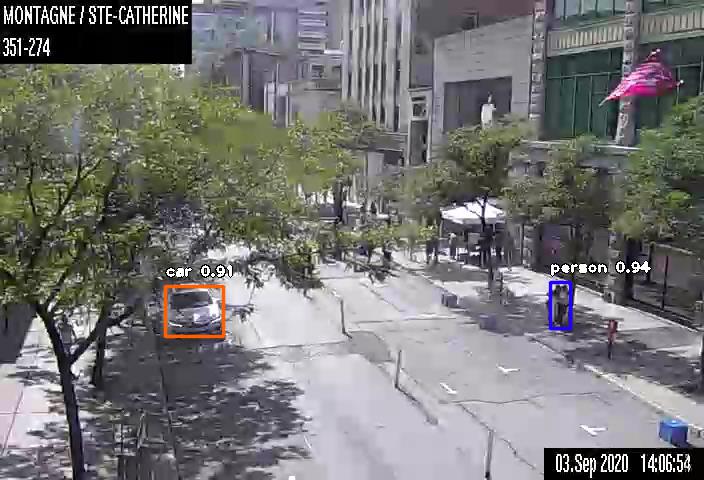 MONTAGNE / STE-CATHERINE
351-274
car 0.91
person 0.94
03.Sep 2020 14:06:54